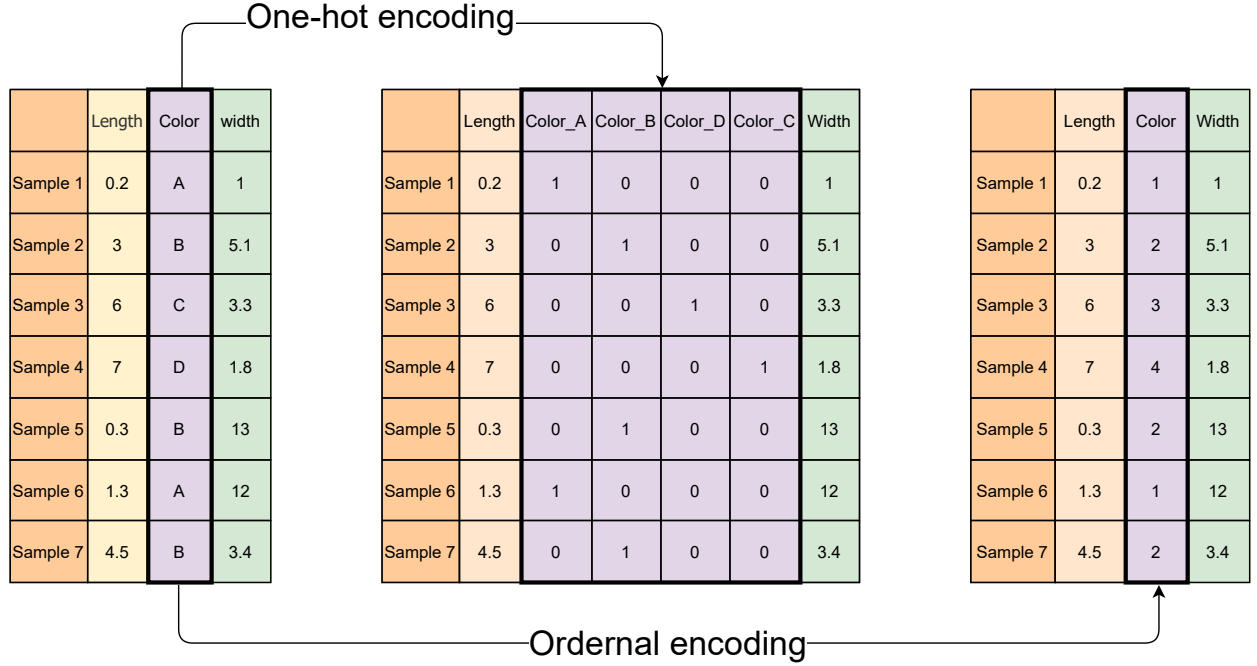 One-hot encoding
Length Color width
Sample 1 0.2 A 1
Sample 2 3 B 5.1
Sample 3 6 C 3.3
Sample 4 7 D 1.8
Sample 5 0.3 B 13
Sample 6 1.3 A 12
Sample 7 4.5 B 3.4
Length Color_A Color_B Color_D Color_C Width
Sample 1 0.2 1 0 0 0 1
Sample 2 3 0 1 0 0 5.1
Sample 3 6 0 0 1 0 3.3
Sample 4 7 0 0 0 1 1.8
Sample 5 0.3 0 1 0 0 13
Sample 6 1.3 1 0 0 0 12
Sample 7 4.5 0 1 0 0 3.4
Length Color Width
Sample 1 0.2 1 1
Sample 2 3 2 5.1
Sample 3 6 3 3.3
Sample 4 7 4 1.8
Sample 5 0.3 2 13
Sample 6 1.3 1 12
Sample 7 4.5 2 3.4
Ordernal encoding